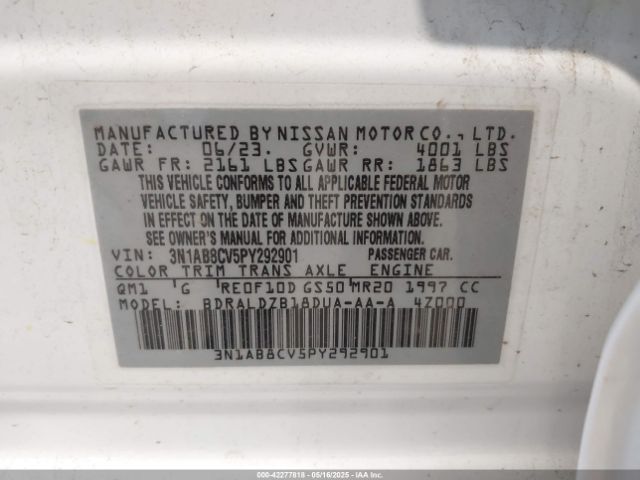 MANUFACTURED BY NISSAN MOTOR CO., LTD.
DATE: 06/23. GVWR: 4001 LBS
GAWR FR: 2161 LBS GAWR RR: 1863 LBS
THIS VEHICLE CONFORMS TO ALL APPLICABLE FEDERAL MOTOR
VEHICLE SAFETY, BUMPER AND THEFT PREVENTION STANDARDS
IN EFFECT ON THE DATE OF MANUFACTURE SHOWN ABOVE.
SEE OWNER'S MANUAL FOR ADDITIONAL INFORMATION.
VIN: 3N1AB8CV5PY292901 PASSENGER CAR.
COLOR TRIM TRANS AXLE ENGINE
QM1 G RE0F10D GS50 MR20 1997 CC
MODEL: BDRALDZB18DUA-AA-A 4Z000
3N1AB8CV5PY292901
000-42277818 - 05/16/2025 - IAA Inc.